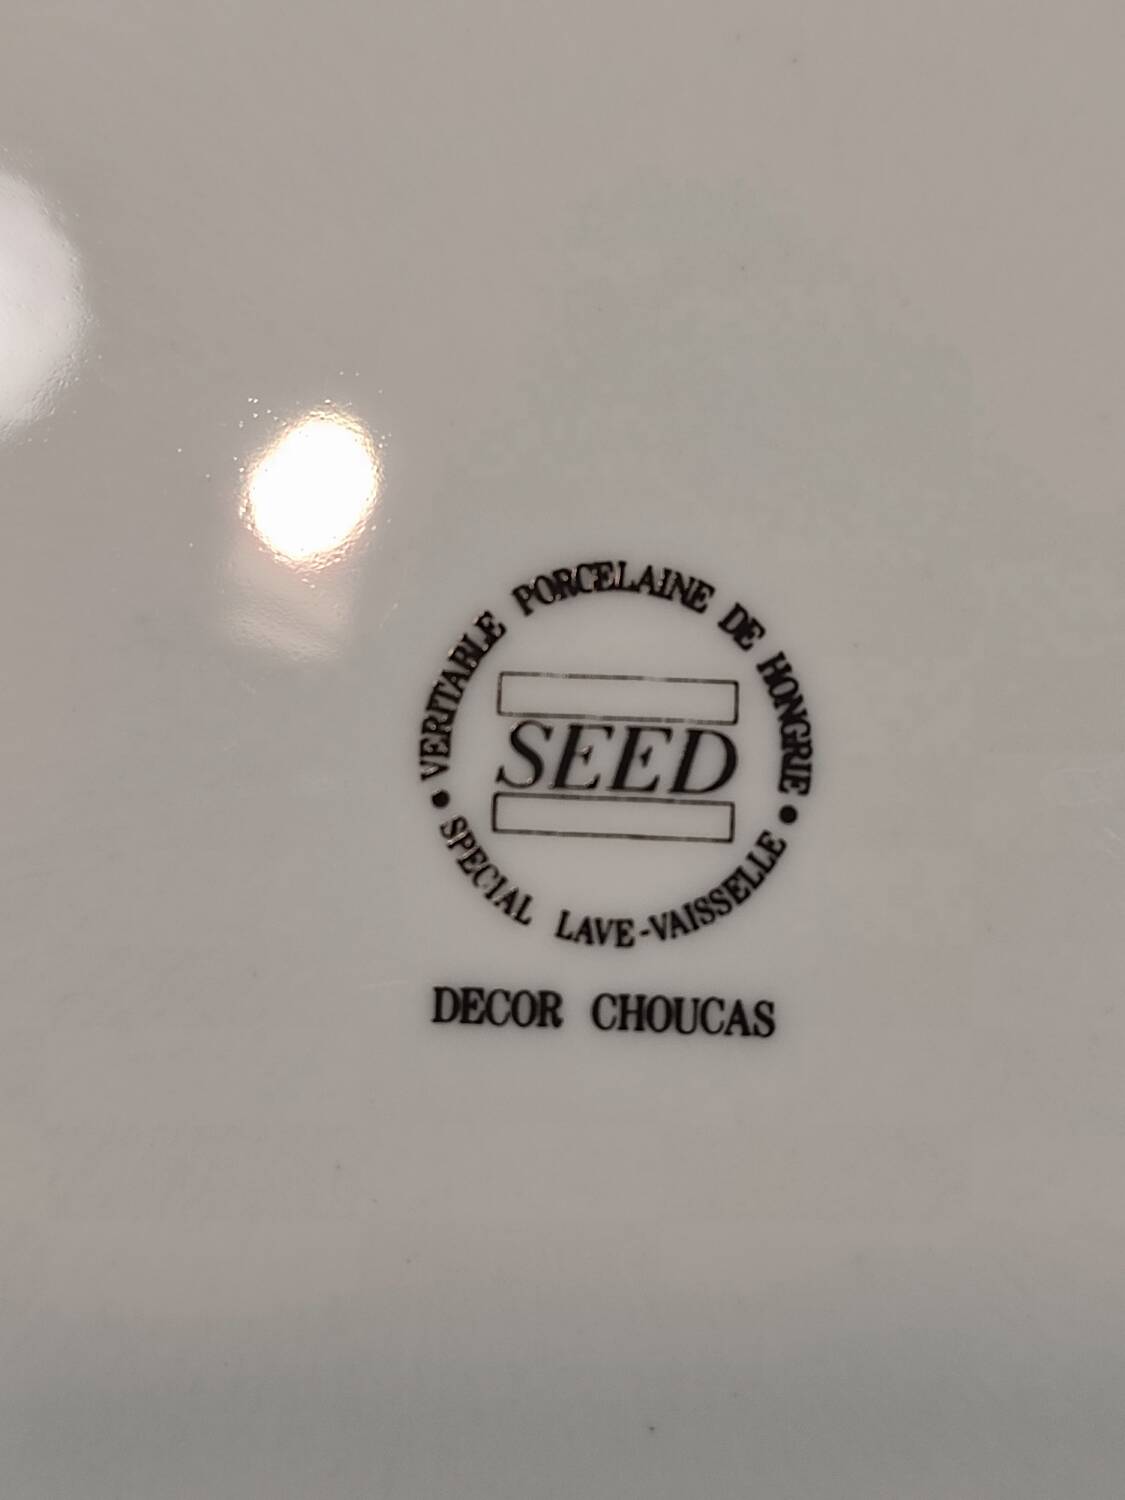 VERITABLE PORCELAINE DE HONGRIE
SEED
• SPECIAL LAVE-VAISSELLE •
DECOR CHOUCAS